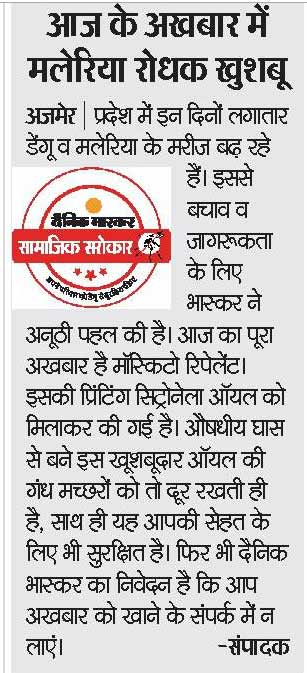 आज के अखबार में
मलेरिया रोधक खुशबू
अजमेर | प्रदेश में इन दिनों लगातार
डेंगू व मलेरिया के मरीज बढ़ रहे
हैं। इससे
बचाव व
जागरूकता
के लिए
भास्कर ने
दैनिक भास्कर
सामाजिक सरोकार
अनूठी पहल की है। आज का पूरा
अखबार है मॉस्किटो रिपेलेंट।
इसकी प्रिंटिंग सिट्रोनेला ऑयल को
मिलाकर की गई है। औषधीय घास
से बने इस खूशबूदार ऑयल की
गंध मच्छरों को तो दूर रखती ही
है, साथ ही यह आपकी सेहत के
लिए भी सुरक्षित है। फिर भी दैनिक
भास्कर का निवेदन है कि आप
अखबार को खाने के संपर्क में न
लाएं। -संपादक